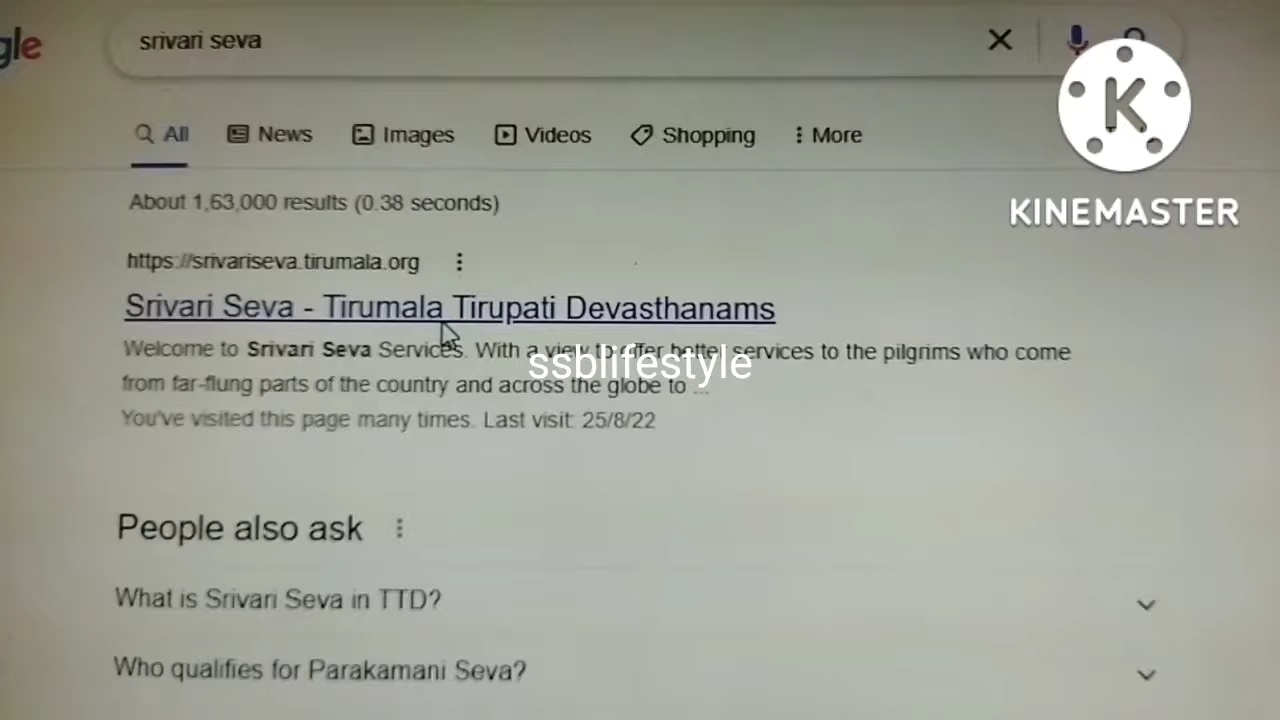 gle
srivari seva
All
News
Images
Videos
Shopping
More
K
KINEMASTER
About 1,63,000 results (0.38 seconds)
https://srivariseva.tirumala.org
Srivari Seva - Tirumala Tirupati Devasthanams
Welcome to Srivari Seva Services. With a view to offer better services to the pilgrims who come
ssblifestyle
from far-flung parts of the country and across the globe to ...
You've visited this page many times. Last visit: 25/8/22
People also ask
What is Srivari Seva in TTD?
Who qualifies for Parakamani Seva?